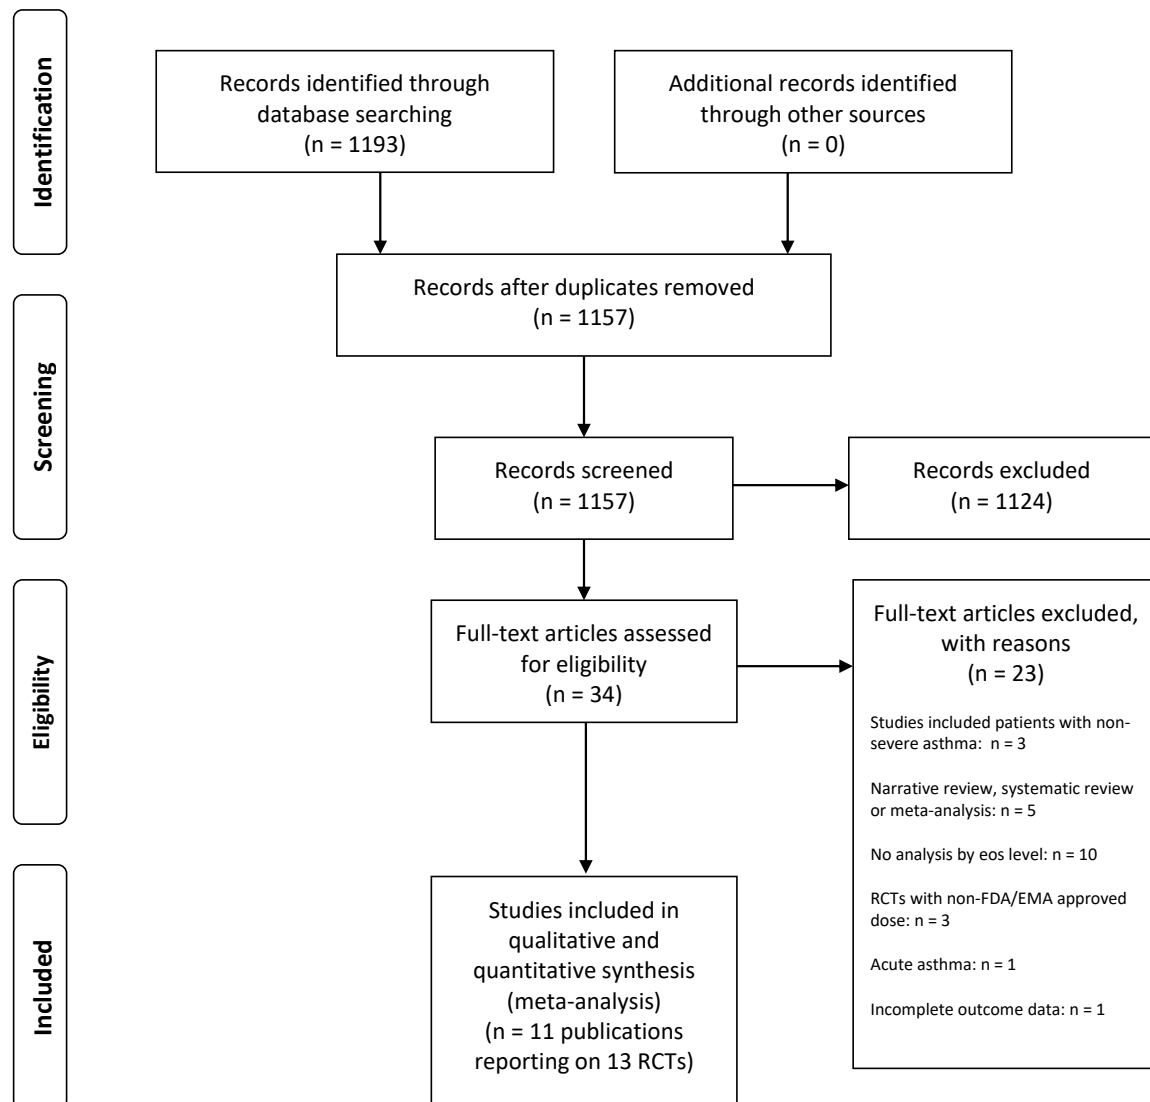 Identification
Records identified through
database searching
(n = 1193)
Additional records identified
through other sources
(n = 0)
Records after duplicates removed
(n = 1157)
Screening
Records screened
(n = 1157)
Records excluded
(n = 1124)
Eligibility
Full-text articles assessed
for eligibility
(n = 34)
Full-text articles excluded,
with reasons
(n = 23)
Studies included patients with non-
severe asthma:  n = 3
Narrative review, systematic review
or meta-analysis: n = 5
No analysis by eos level: n = 10
RCTs with non-FDA/EMA approved
dose: n = 3
Acute asthma: n = 1
Incomplete outcome data: n = 1
Included
Studies included in
qualitative and
quantitative synthesis
(meta-analysis)
(n = 11 publications
reporting on 13 RCTs)